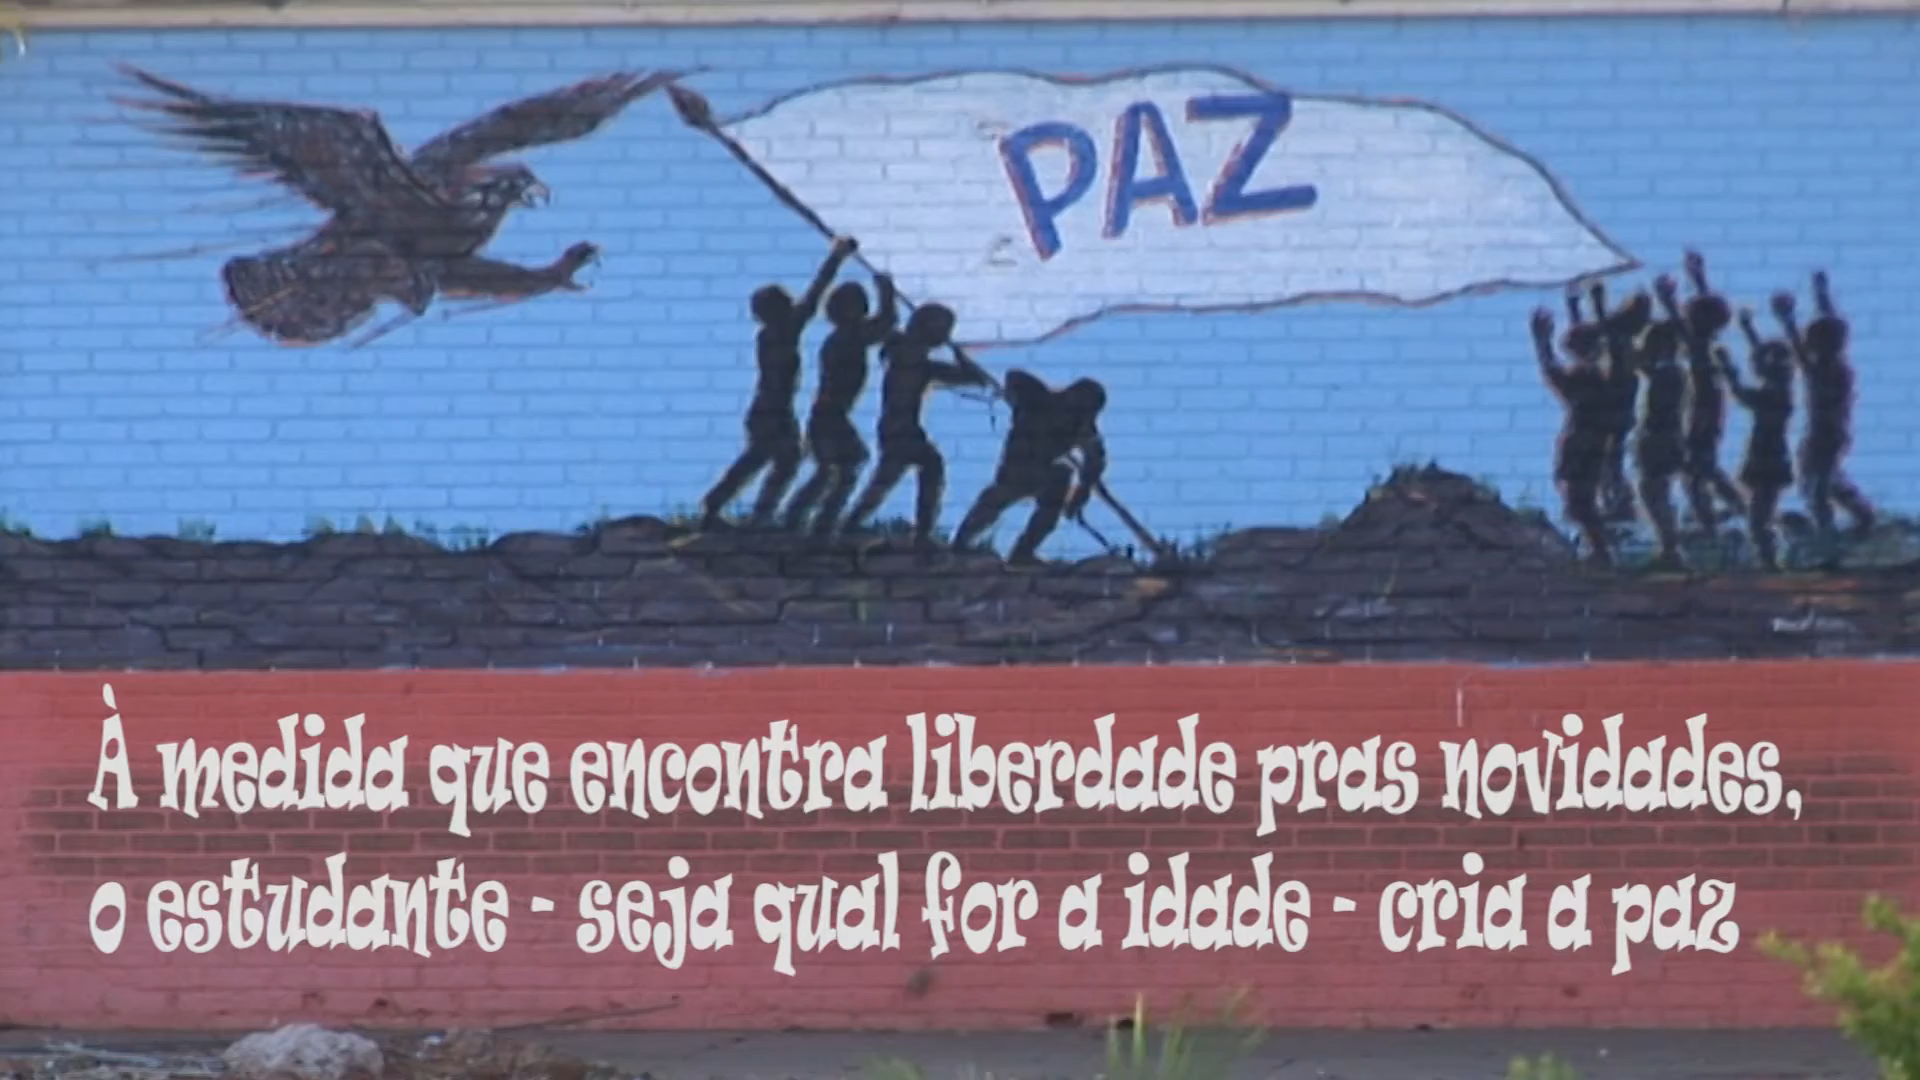 PAZ
À medida que encontra liberdade pras novidades,
o estudante - seja qual for a idade - cria a paz